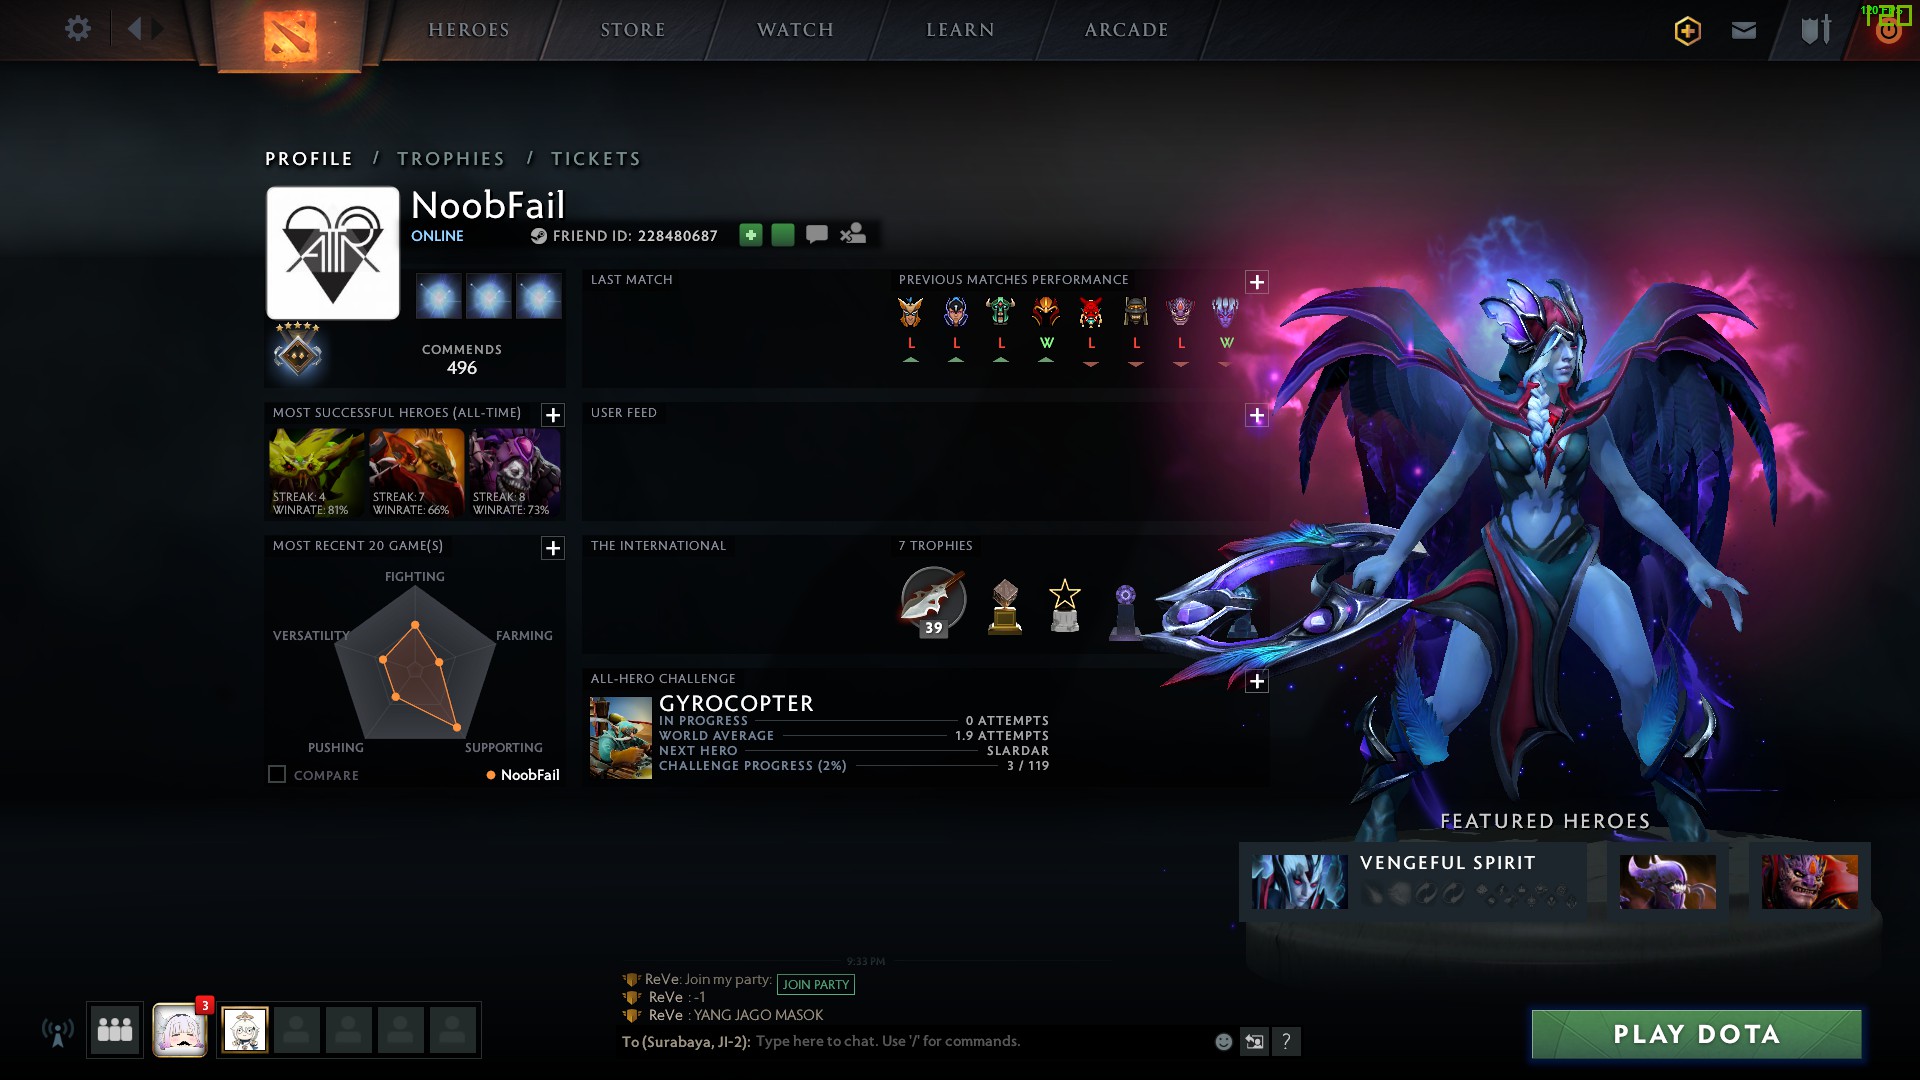 HEROES
STORE
WATCH
LEARN
ARCADE
120
PROFILE / TROPHIES / TICKETS
NoobFail
ONLINE
FRIEND ID: 228480687
COMMENDS
496
LAST MATCH
PREVIOUS MATCHES PERFORMANCE
L L L W L L L W
MOST SUCCESSFUL HEROES (ALL-TIME)
STREAK: 4
WINRATE: 81%
STREAK: 7
WINRATE: 66%
STREAK: 8
WINRATE: 73%
USER FEED
MOST RECENT 20 GAME(S)
FIGHTING
VERSATILITY
FARMING
PUSHING
SUPPORTING
COMPARE
NoobFail
THE INTERNATIONAL
7 TROPHIES
39
ALL-HERO CHALLENGE
GYROCOPTER
IN PROGRESS 0 ATTEMPTS
WORLD AVERAGE 1.9 ATTEMPTS
NEXT HERO SLARDAR
CHALLENGE PROGRESS (2%) 3 / 119
FEATURED HEROES
VENGEFUL SPIRIT
9:33 PM
ReVe: Join my party: JOIN PARTY
ReVe : -1
ReVe : YANG JAGO MASOK
To (Surabaya, JI-2): Type here to chat. Use '/' for commands.
?
3
PLAY DOTA